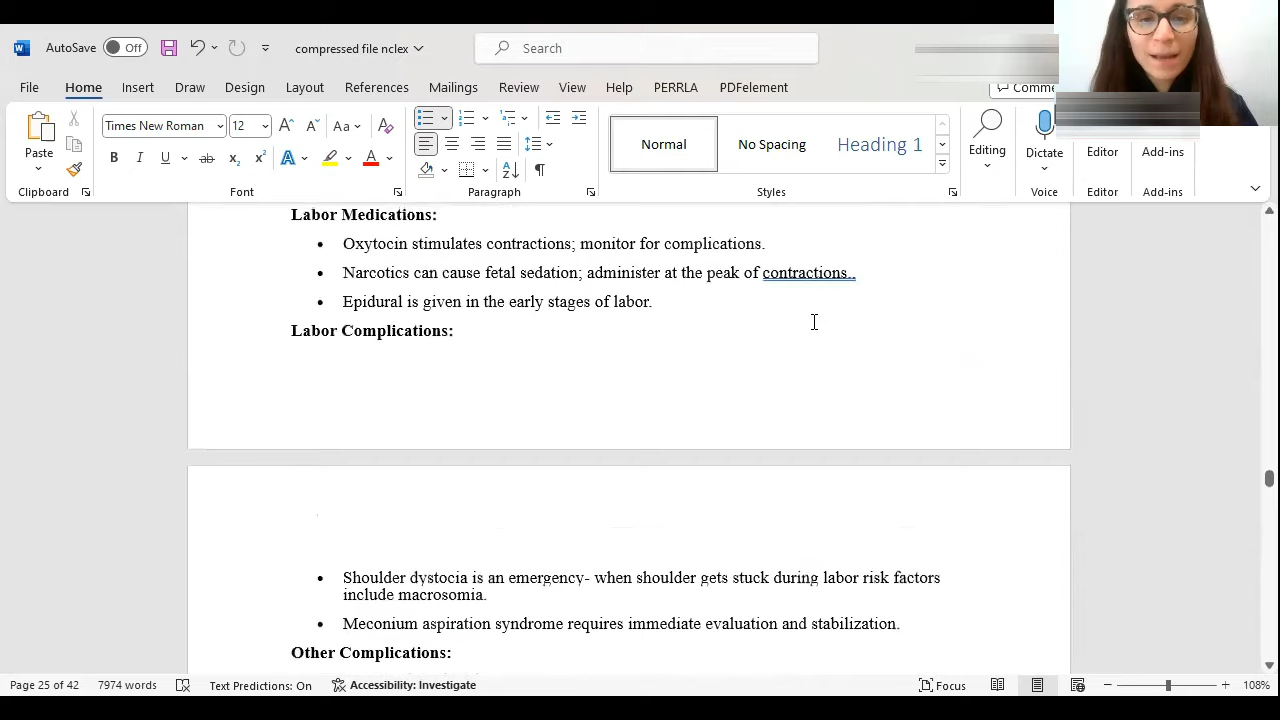 AutoSave Off compressed file nclex Search
File Home Insert Draw Design Layout References Mailings Review View Help PERRLA PDFelement
Paste Times New Roman 12 Aa Normal No Spacing Heading 1 Editing Dictate Editor Add-ins
Clipboard Font Paragraph Styles Voice Editor Add-ins
Labor Medications:
• Oxytocin stimulates contractions; monitor for complications.
• Narcotics can cause fetal sedation; administer at the peak of contractions..
• Epidural is given in the early stages of labor.
Labor Complications:
• Shoulder dystocia is an emergency- when shoulder gets stuck during labor risk factors
include macrosomia.
• Meconium aspiration syndrome requires immediate evaluation and stabilization.
Other Complications:
Page 25 of 42 7974 words Text Predictions: On Accessibility: Investigate Focus 108%